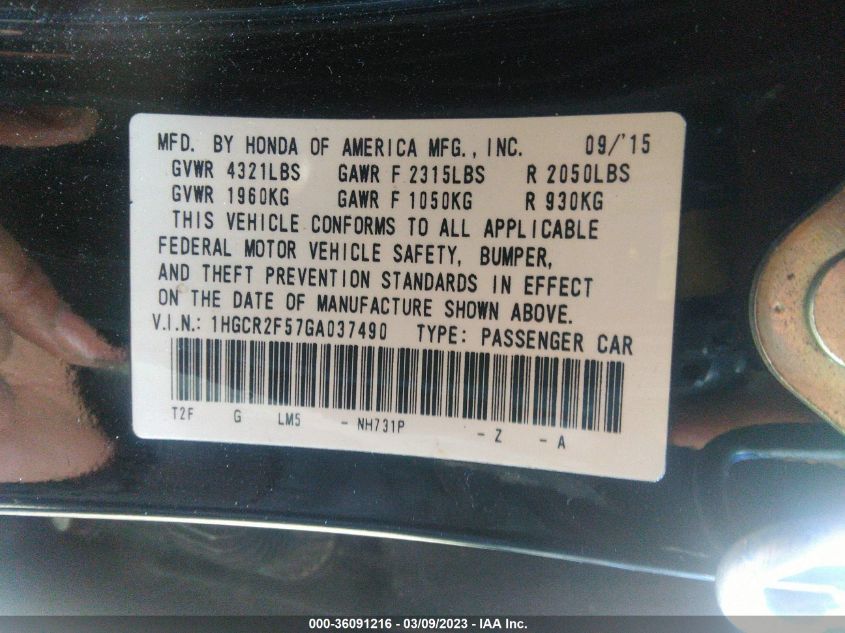 MFD. BY HONDA OF AMERICA MFG., INC. 09/'15
GVWR 4321LBS GAWR F 2315LBS R 2050LBS
GVWR 1960KG GAWR F 1050KG R 930KG
THIS VEHICLE CONFORMS TO ALL APPLICABLE
FEDERAL MOTOR VEHICLE SAFETY, BUMPER,
AND THEFT PREVENTION STANDARDS IN EFFECT
ON THE DATE OF MANUFACTURE SHOWN ABOVE.
V.I.N.: 1HGCR2F57GA037490 TYPE: PASSENGER CAR
T2F G LM5 - NH731P - Z - A
000-36091216 - 03/09/2023 - IAA Inc.